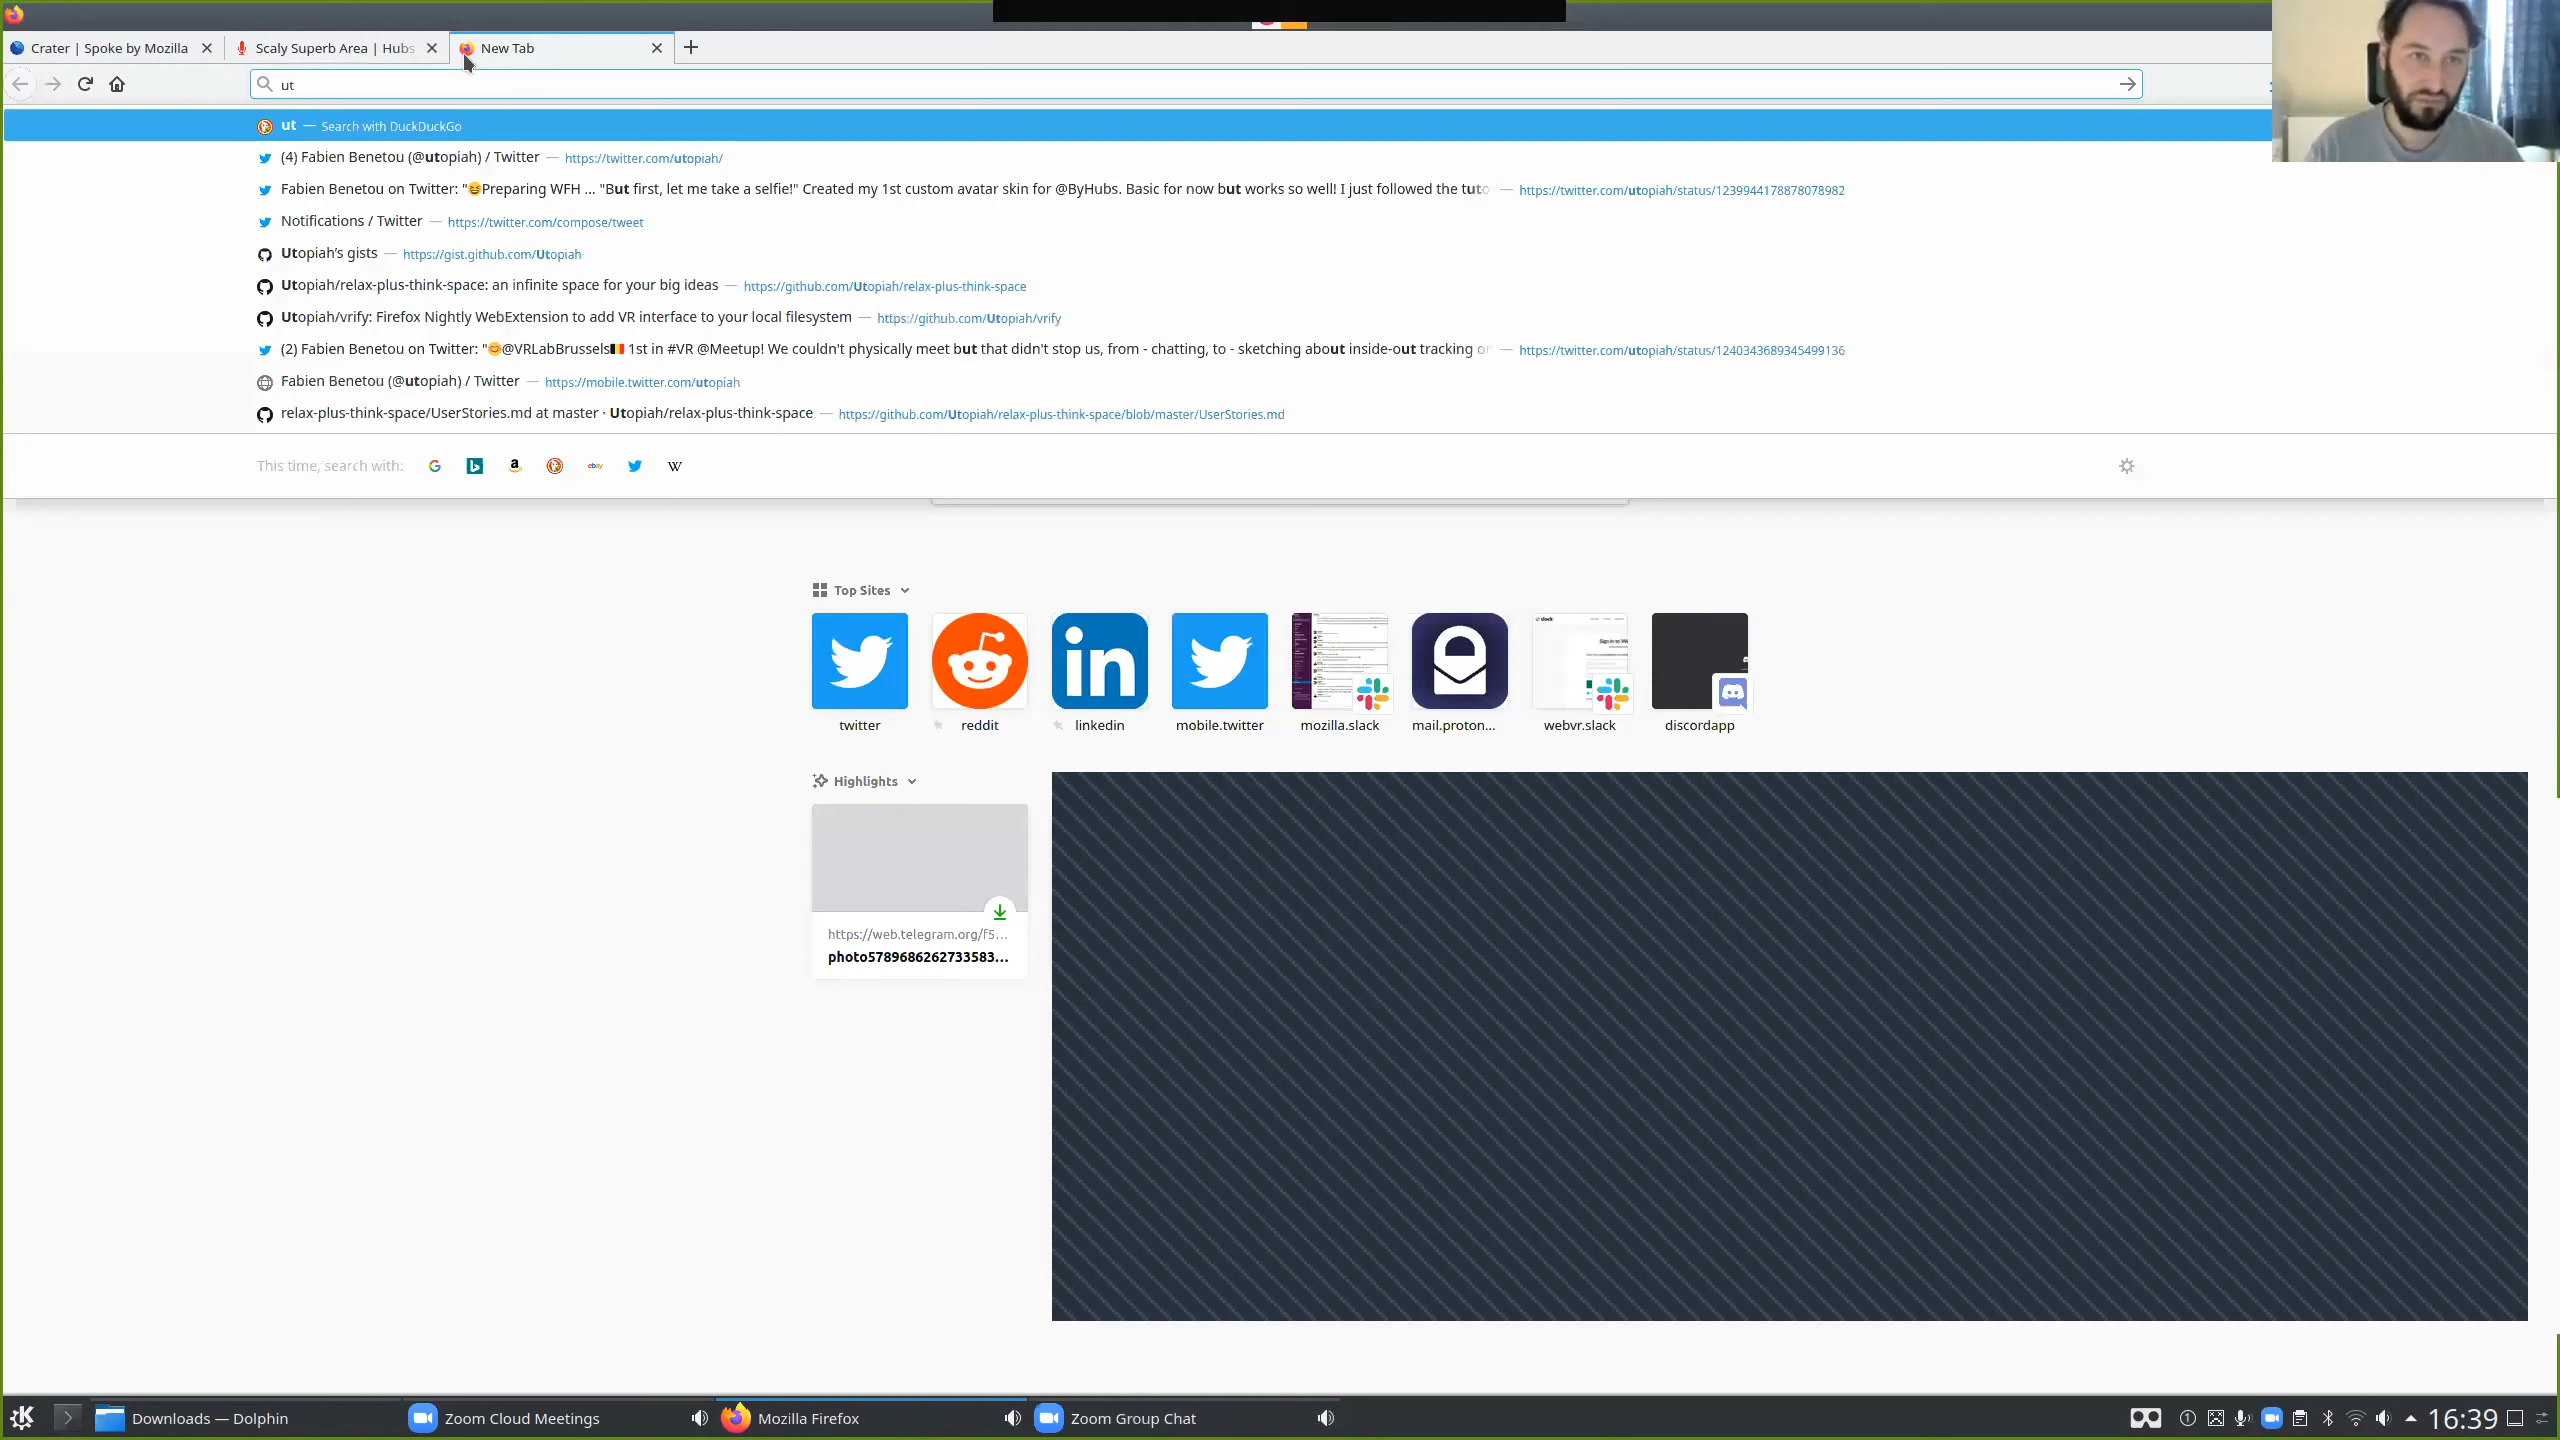 Crater | Spoke by Mozilla
Scaly Superb Area | Hubs
New Tab
ut
ut — Search with DuckDuckGo
(4) Fabien Benetou (@utopiah) / Twitter — https://twitter.com/utopiah/
Fabien Benetou on Twitter: "😆Preparing WFH ... "But first, let me take a selfie!" Created my 1st custom avatar skin for @ByHubs. Basic for now but works so well! I just followed the tuto — https://twitter.com/utopiah/status/1239944178878078982
Notifications / Twitter — https://twitter.com/compose/tweet
Utopiah's gists — https://gist.github.com/Utopiah
Utopiah/relax-plus-think-space: an infinite space for your big ideas — https://github.com/Utopiah/relax-plus-think-space
Utopiah/vrify: Firefox Nightly WebExtension to add VR interface to your local filesystem — https://github.com/Utopiah/vrify
(2) Fabien Benetou on Twitter: "😊@VRLabBrussels🇧🇪 1st in #VR @Meetup! We couldn't physically meet but that didn't stop us, from - chatting, to - sketching about inside-out tracking on — https://twitter.com/utopiah/status/1240343689345499136
Fabien Benetou (@utopiah) / Twitter — https://mobile.twitter.com/utopiah
relax-plus-think-space/UserStories.md at master · Utopiah/relax-plus-think-space — https://github.com/Utopiah/relax-plus-think-space/blob/master/UserStories.md
This time, search with:
ebay
Top Sites
slack
twitter
reddit
linkedin
mobile.twitter
mozilla.slack
mail.proton...
webvr.slack
discordapp
Highlights
https://web.telegram.org/f5...
photo5789686262733583...
Downloads — Dolphin
Zoom Cloud Meetings
Mozilla Firefox
Zoom Group Chat
16:39